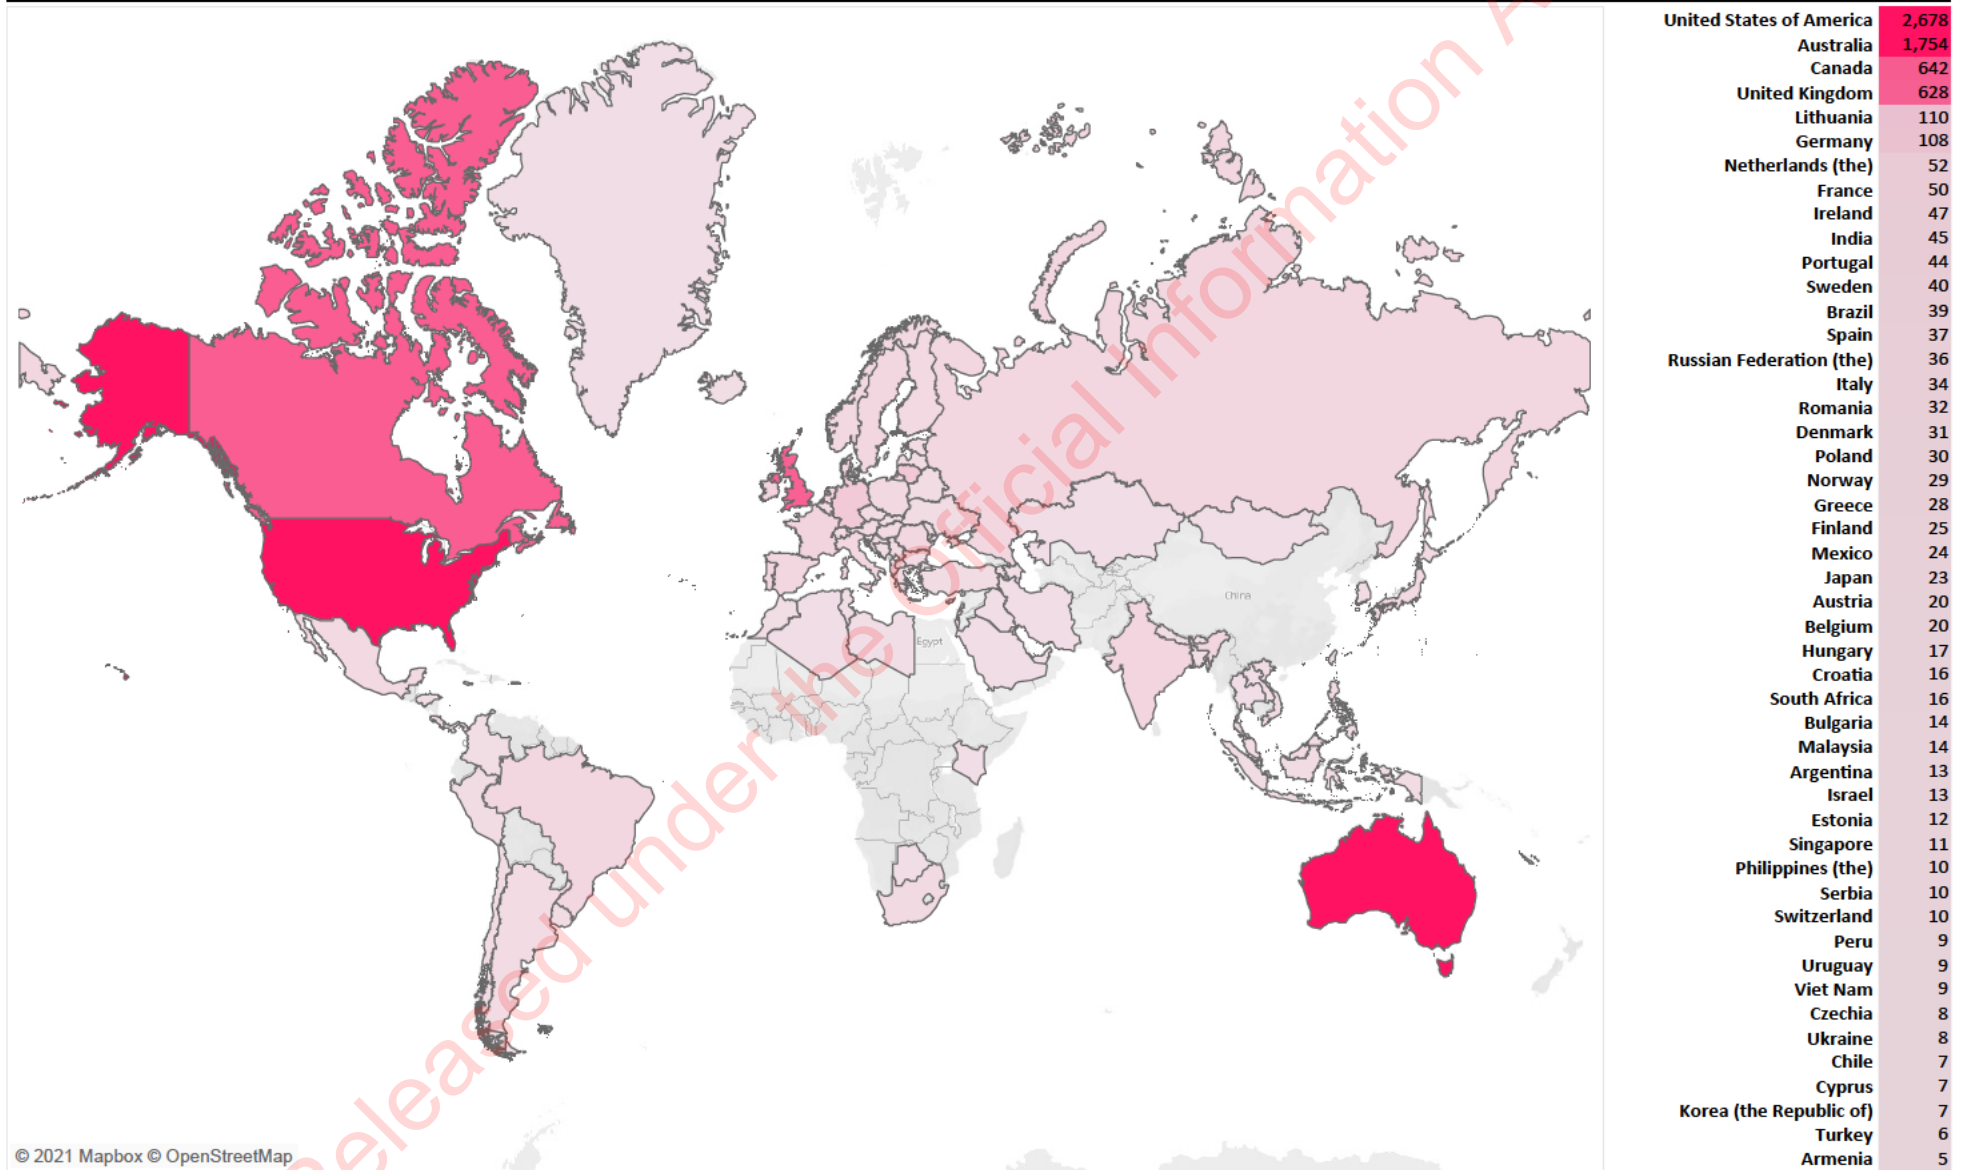 United States of America 2,678
Australia 1,754
Canada 642
United Kingdom 628
Lithuania 110
Germany 108
Netherlands (the) 52
France 50
Ireland 47
India 45
Portugal 44
Sweden 40
Brazil 39
Spain 37
Russian Federation (the) 36
Italy 34
Romania 32
Denmark 31
Poland 30
Norway 29
Greece 28
Finland 25
Mexico 24
Japan 23
Austria 20
Belgium 20
Hungary 17
Croatia 16
South Africa 16
Bulgaria 14
Malaysia 14
Argentina 13
Israel 13
Estonia 12
Singapore 11
Philippines (the) 10
Serbia 10
Switzerland 10
Peru 9
Uruguay 9
Viet Nam 9
Czechia 8
Ukraine 8
Chile 7
Cyprus 7
Korea (the Republic of) 7
Turkey 6
Armenia 5
China
Egypt
Released under the Official Information A
© 2021 Mapbox © OpenStreetMap